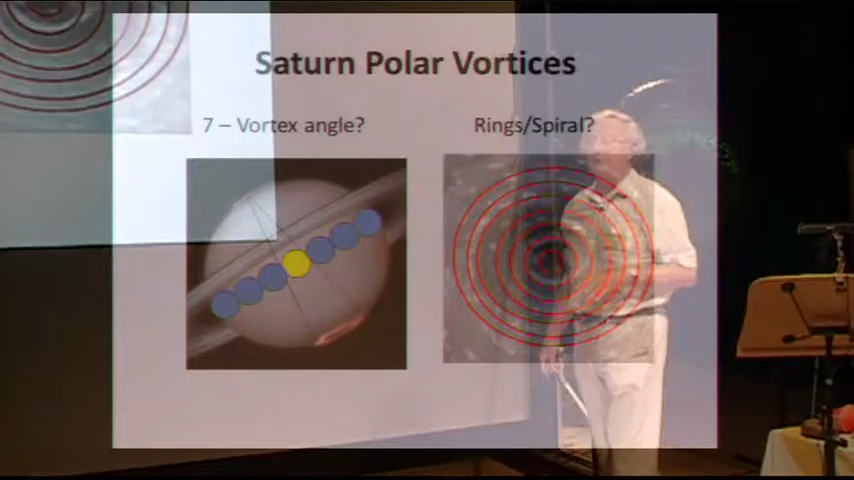 Saturn Polar Vortices
7 – Vortex angle?
Rings/Spiral?